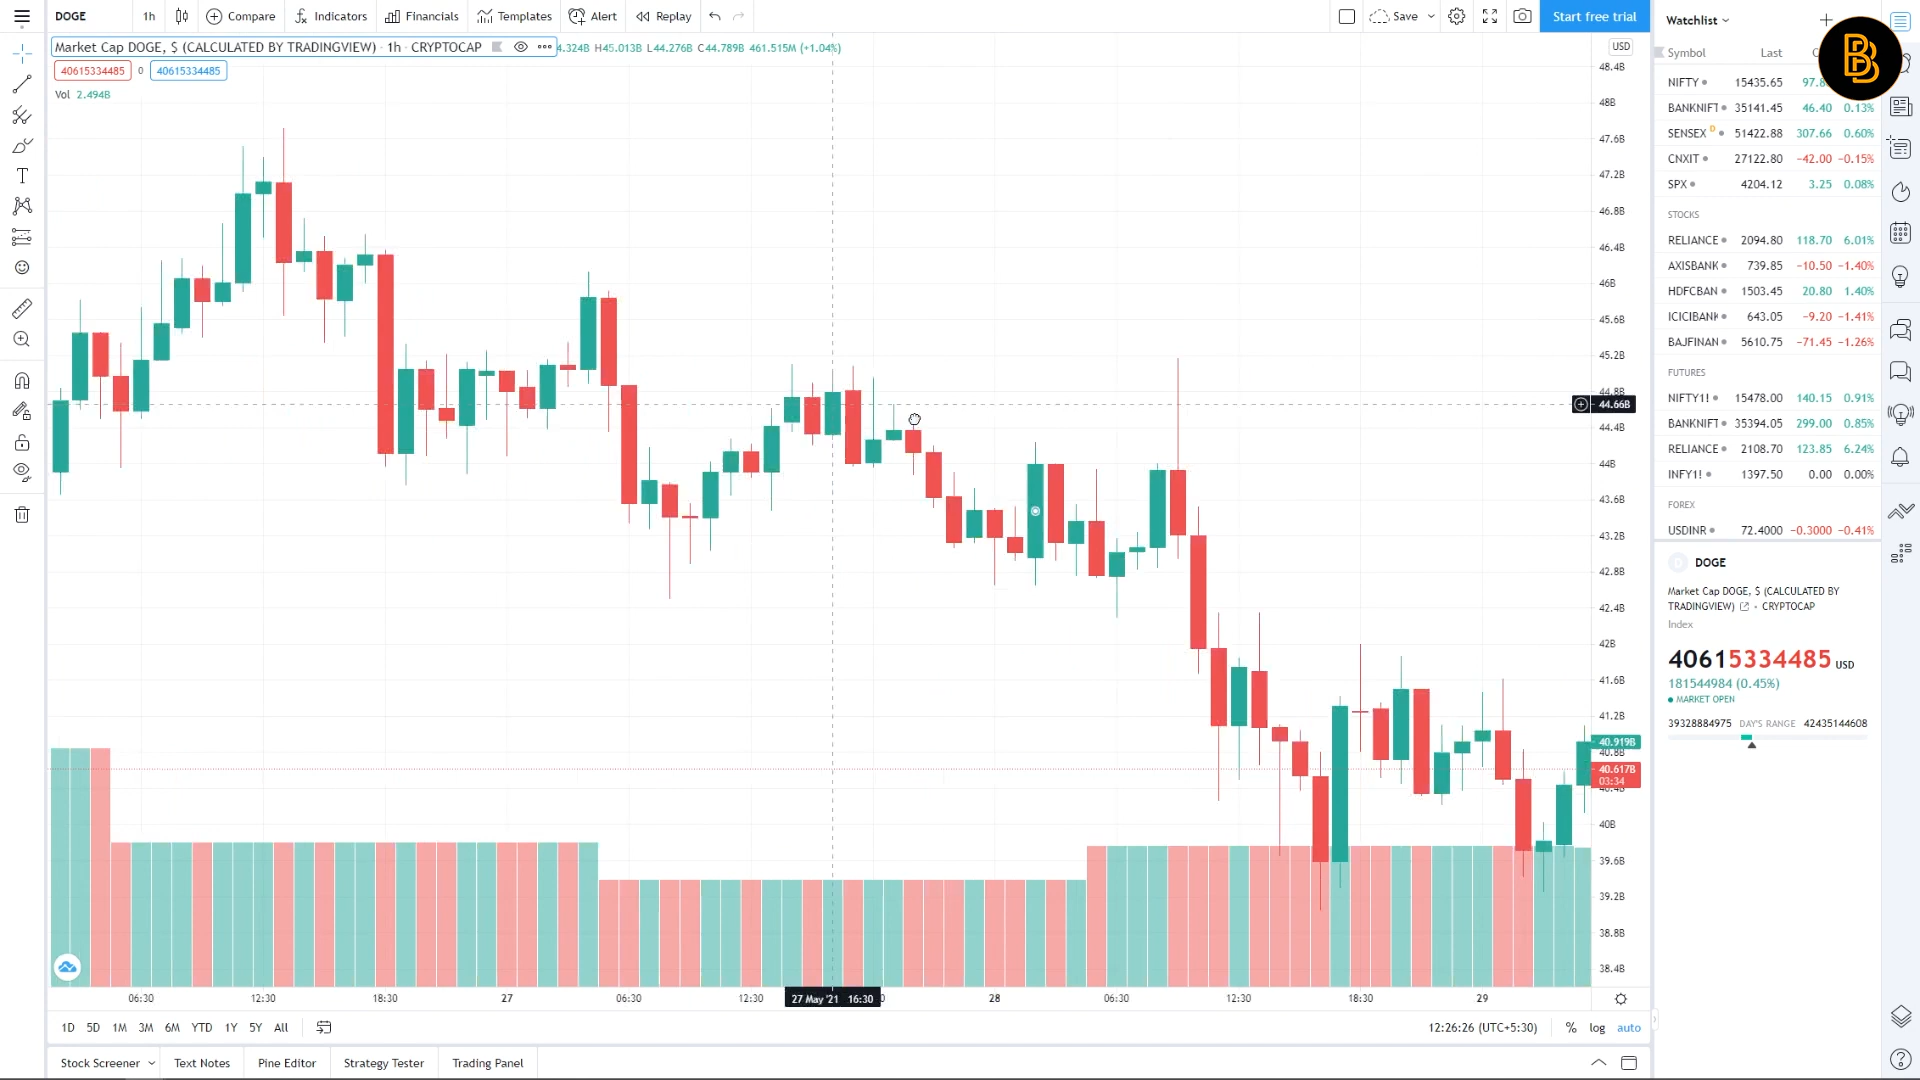 DOGE 1h Compare Indicators Financials Templates Alert Replay Save Start free trial
Market Cap DOGE, $ (CALCULATED BY TRADINGVIEW) · 1h · CRYPTOCAP 4.324B H45.013B L44.276B C44.789B 461.515M (+1.04%)
40615334485 0 40615334485
Vol 2.494B
USD
48.4B
48B
47.6B
47.2B
46.8B
46.4B
46B
45.6B
45.2B
44.8B
44.66B
44.4B
44B
43.6B
43.2B
42.8B
42.4B
42B
41.6B
41.2B
40.919B
40.8B
40.617B
03:34
40.4B
40B
39.6B
39.2B
38.8B
38.4B
06:30 12:30 18:30 27 06:30 12:30 27 May '21 16:30 28 06:30 12:30 18:30 29
1D 5D 1M 3M 6M YTD 1Y 5Y All 12:26:26 (UTC+5:30) % log auto
Stock Screener Text Notes Pine Editor Strategy Tester Trading Panel
Watchlist
Symbol Last
NIFTY 15435.65 97.8
BANKNIFT 35141.45 46.40 0.13%
SENSEX D 51422.88 307.66 0.60%
CNXIT 27122.80 −42.00 −0.15%
SPX 4204.12 3.25 0.08%
STOCKS
RELIANCE 2094.80 118.70 6.01%
AXISBANK 739.85 −10.50 −1.40%
HDFCBAN 1503.45 20.80 1.40%
ICICIBANK 643.05 −9.20 −1.41%
BAJFINAN 5610.75 −71.45 −1.26%
FUTURES
NIFTY1! 15478.00 140.15 0.91%
BANKNIFT 35394.05 299.00 0.85%
RELIANCE 2108.70 123.85 6.24%
INFY1! 1397.50 0.00 0.00%
FOREX
USDINR 72.4000 −0.3000 −0.41%
D DOGE
Market Cap DOGE, $ (CALCULATED BY
TRADINGVIEW) · CRYPTOCAP
Index
40615334485 USD
181544984 (0.45%)
MARKET OPEN
39328884975 DAY'S RANGE 42435144608